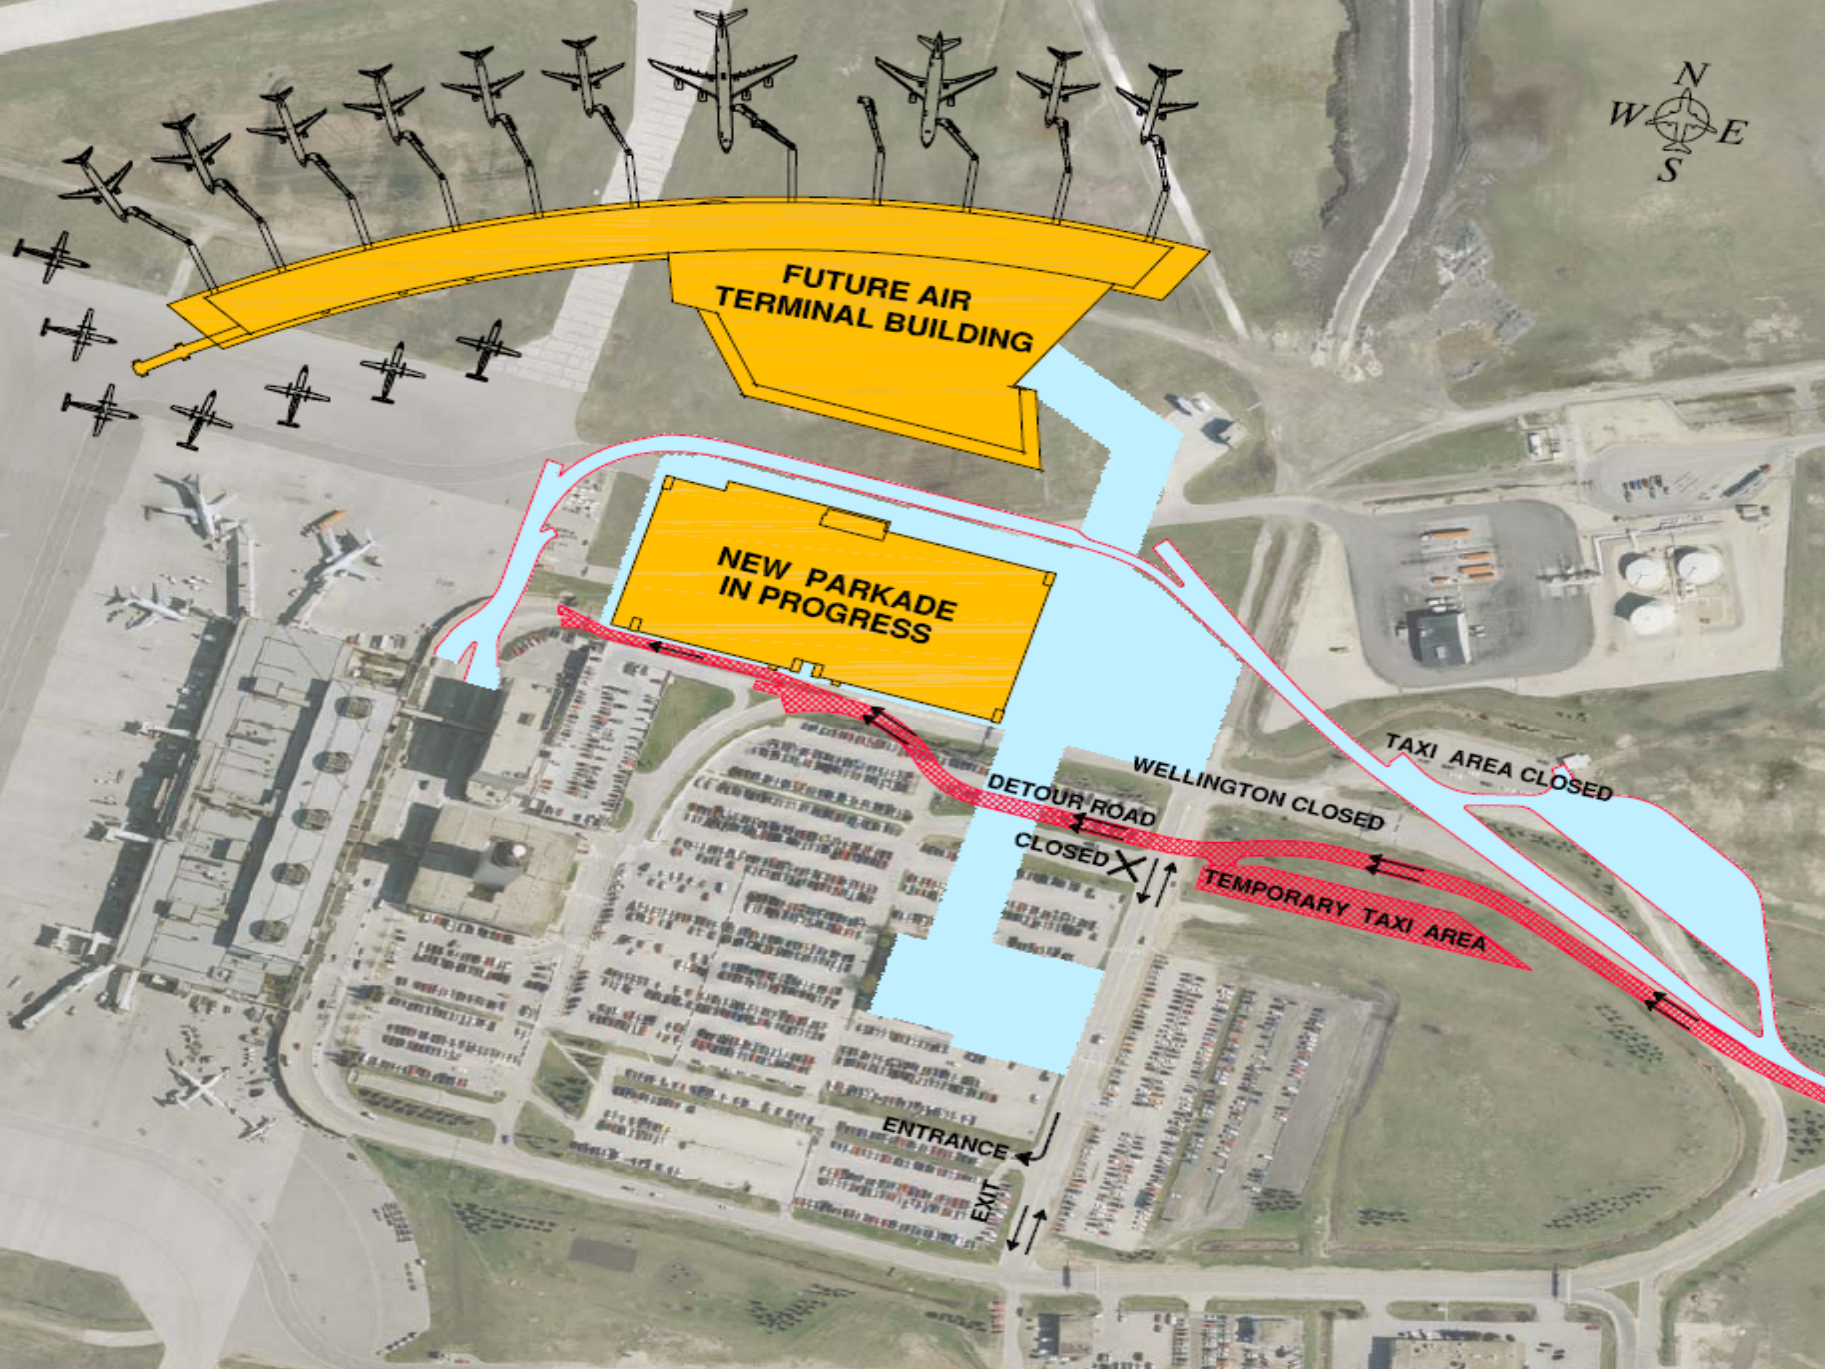 N
W E
S
FUTURE AIR
TERMINAL BUILDING
NEW PARKADE
IN PROGRESS
TAXI AREA CLOSED
WELLINGTON CLOSED
DETOUR ROAD
CLOSED X
TEMPORARY TAXI AREA
ENTRANCE
EXIT